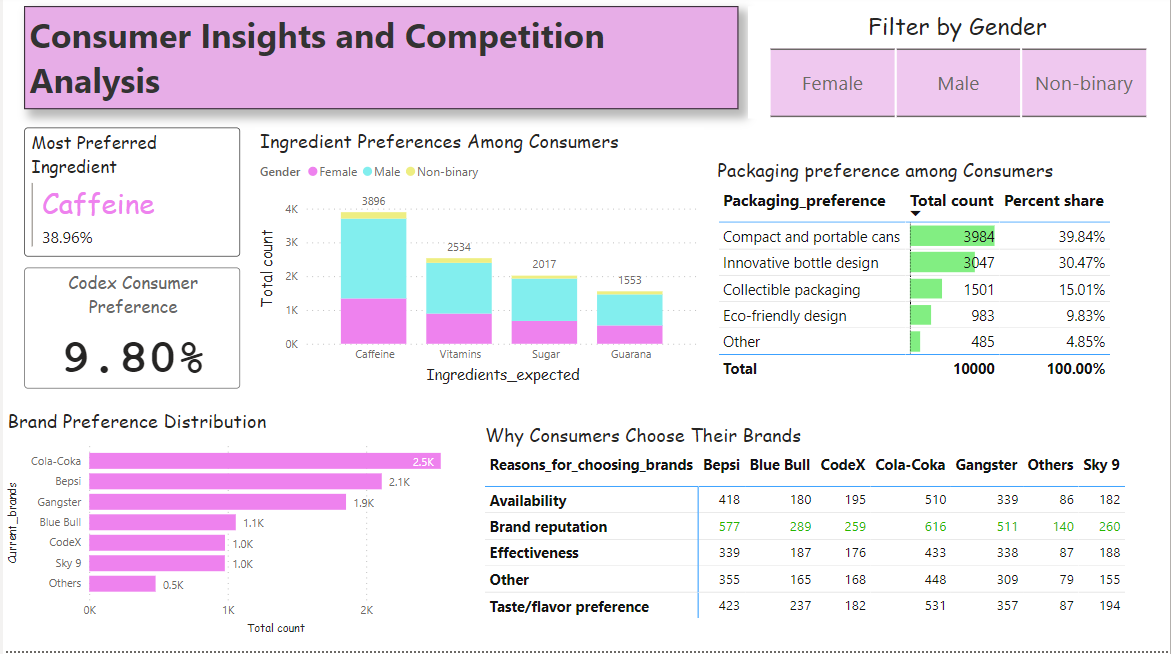 Consumer Insights and Competition
Analysis
Filter by Gender
Female Male Non-binary
Most Preferred
Ingredient
Caffeine
38.96%
Codex Consumer
Preference
9.80%
Ingredient Preferences Among Consumers
Gender Female Male Non-binary
Total count
4K
3K
2K
1K
0K
3896
2534
2017
1553
Caffeine Vitamins Sugar Guarana
Ingredients_expected
Packaging preference among Consumers
Packaging_preference Total count Percent share
Compact and portable cans 3984 39.84%
Innovative bottle design 3047 30.47%
Collectible packaging 1501 15.01%
Eco-friendly design 983 9.83%
Other 485 4.85%
Total 10000 100.00%
Brand Preference Distribution
Current_brands
Cola-Coka 2.5K
Bepsi 2.1K
Gangster 1.9K
Blue Bull 1.1K
CodeX 1.0K
Sky 9 1.0K
Others 0.5K
0K 1K 2K
Total count
Why Consumers Choose Their Brands
Reasons_for_choosing_brands Bepsi Blue Bull CodeX Cola-Coka Gangster Others Sky 9
Availability 418 180 195 510 339 86 182
Brand reputation 577 289 259 616 511 140 260
Effectiveness 339 187 176 433 338 87 188
Other 355 165 168 448 309 79 155
Taste/flavor preference 423 237 182 531 357 87 194